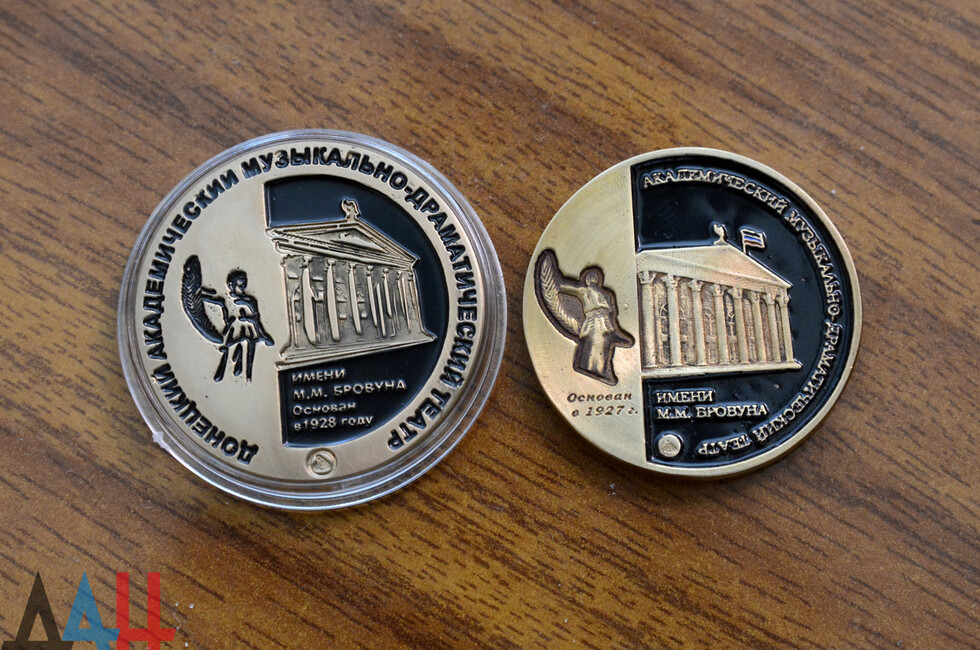 ДОНЕЦКИЙ АКАДЕМИЧЕСКИЙ МУЗЫКАЛЬНО-ДРАМАТИЧЕСКИЙ ТЕАТР
ИМЕНИ
М.М. БРОВУНА
Основан
в 1928 году
АКАДЕМИЧЕСКИЙ МУЗЫКАЛЬНО-ДРАМАТИЧЕСКИЙ ТЕАТР
ИМЕНИ
М.М. БРОВУНА
Основан
в 1927 г.
ДАН